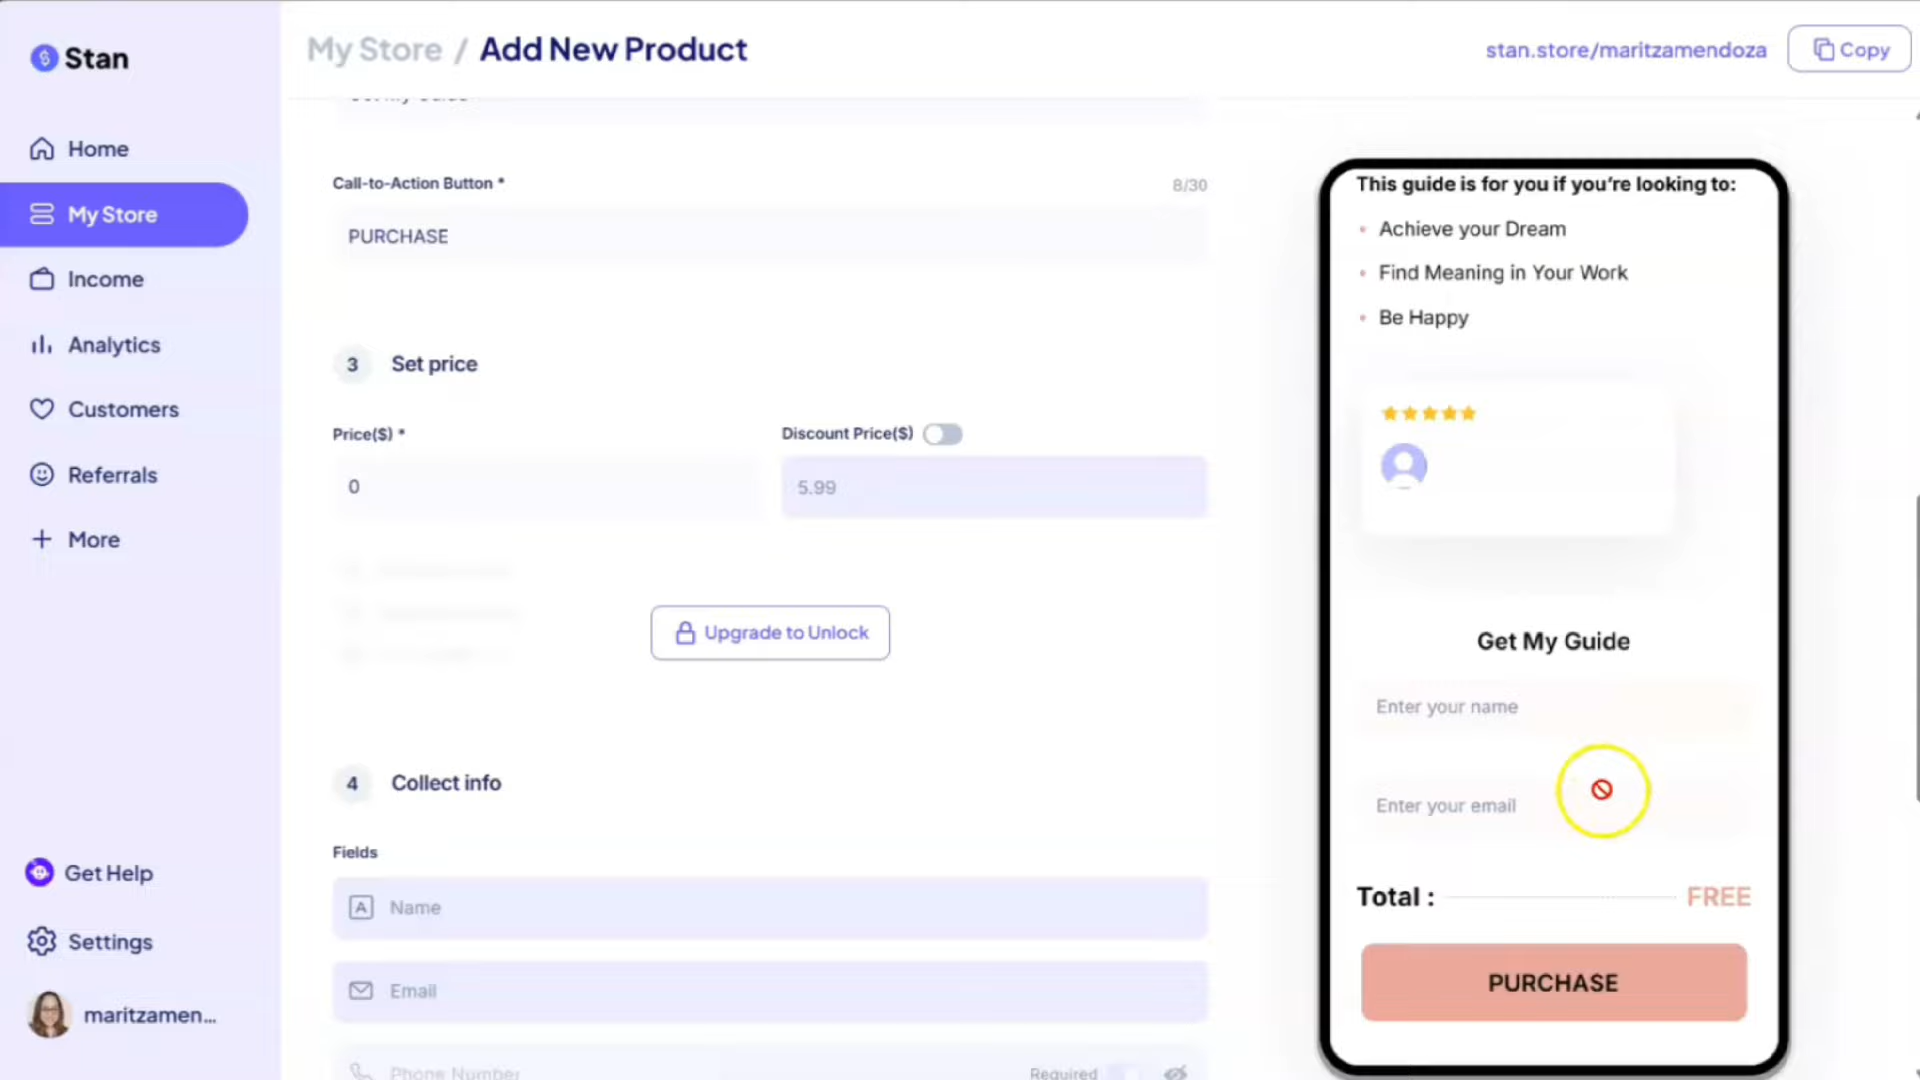 Stan
Home
My Store
Income
Analytics
Customers
Referrals
More
Get Help
Settings
maritzamen...
My Store / Add New Product
stan.store/maritzamendoza
Copy
Call-to-Action Button *
8/30
PURCHASE
3 Set price
Price($) *
Discount Price($)
0
5.99
Upgrade to Unlock
4 Collect info
Fields
Name
Email
Phone Number
Required
This guide is for you if you’re looking to:
Achieve your Dream
Find Meaning in Your Work
Be Happy
Get My Guide
Enter your name
Enter your email
Total :
FREE
PURCHASE